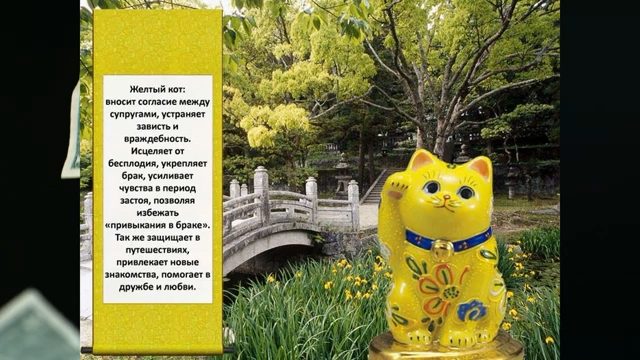 Желтый кот:
вносит согласие между
супругами, устраняет
зависть и
враждебность.
Исцеляет от
бесплодия, укрепляет
брак, усиливает
чувства в период
застоя, позволяя
избежать
«привыкания в браке».
Так же защищает в
путешествиях,
привлекает новые
знакомства, помогает в
дружбе и любви.